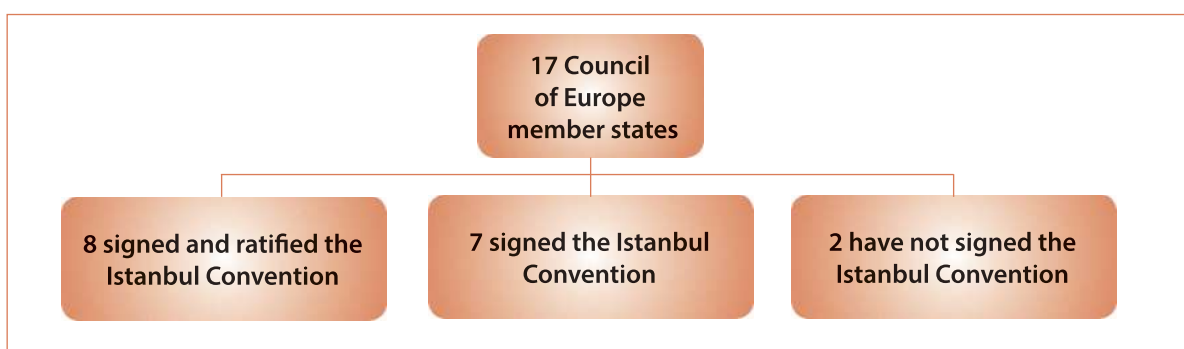 17 Council
of Europe
member states
8 signed and ratified the
Istanbul Convention
7 signed the Istanbul
Convention
2 have not signed the
Istanbul Convention